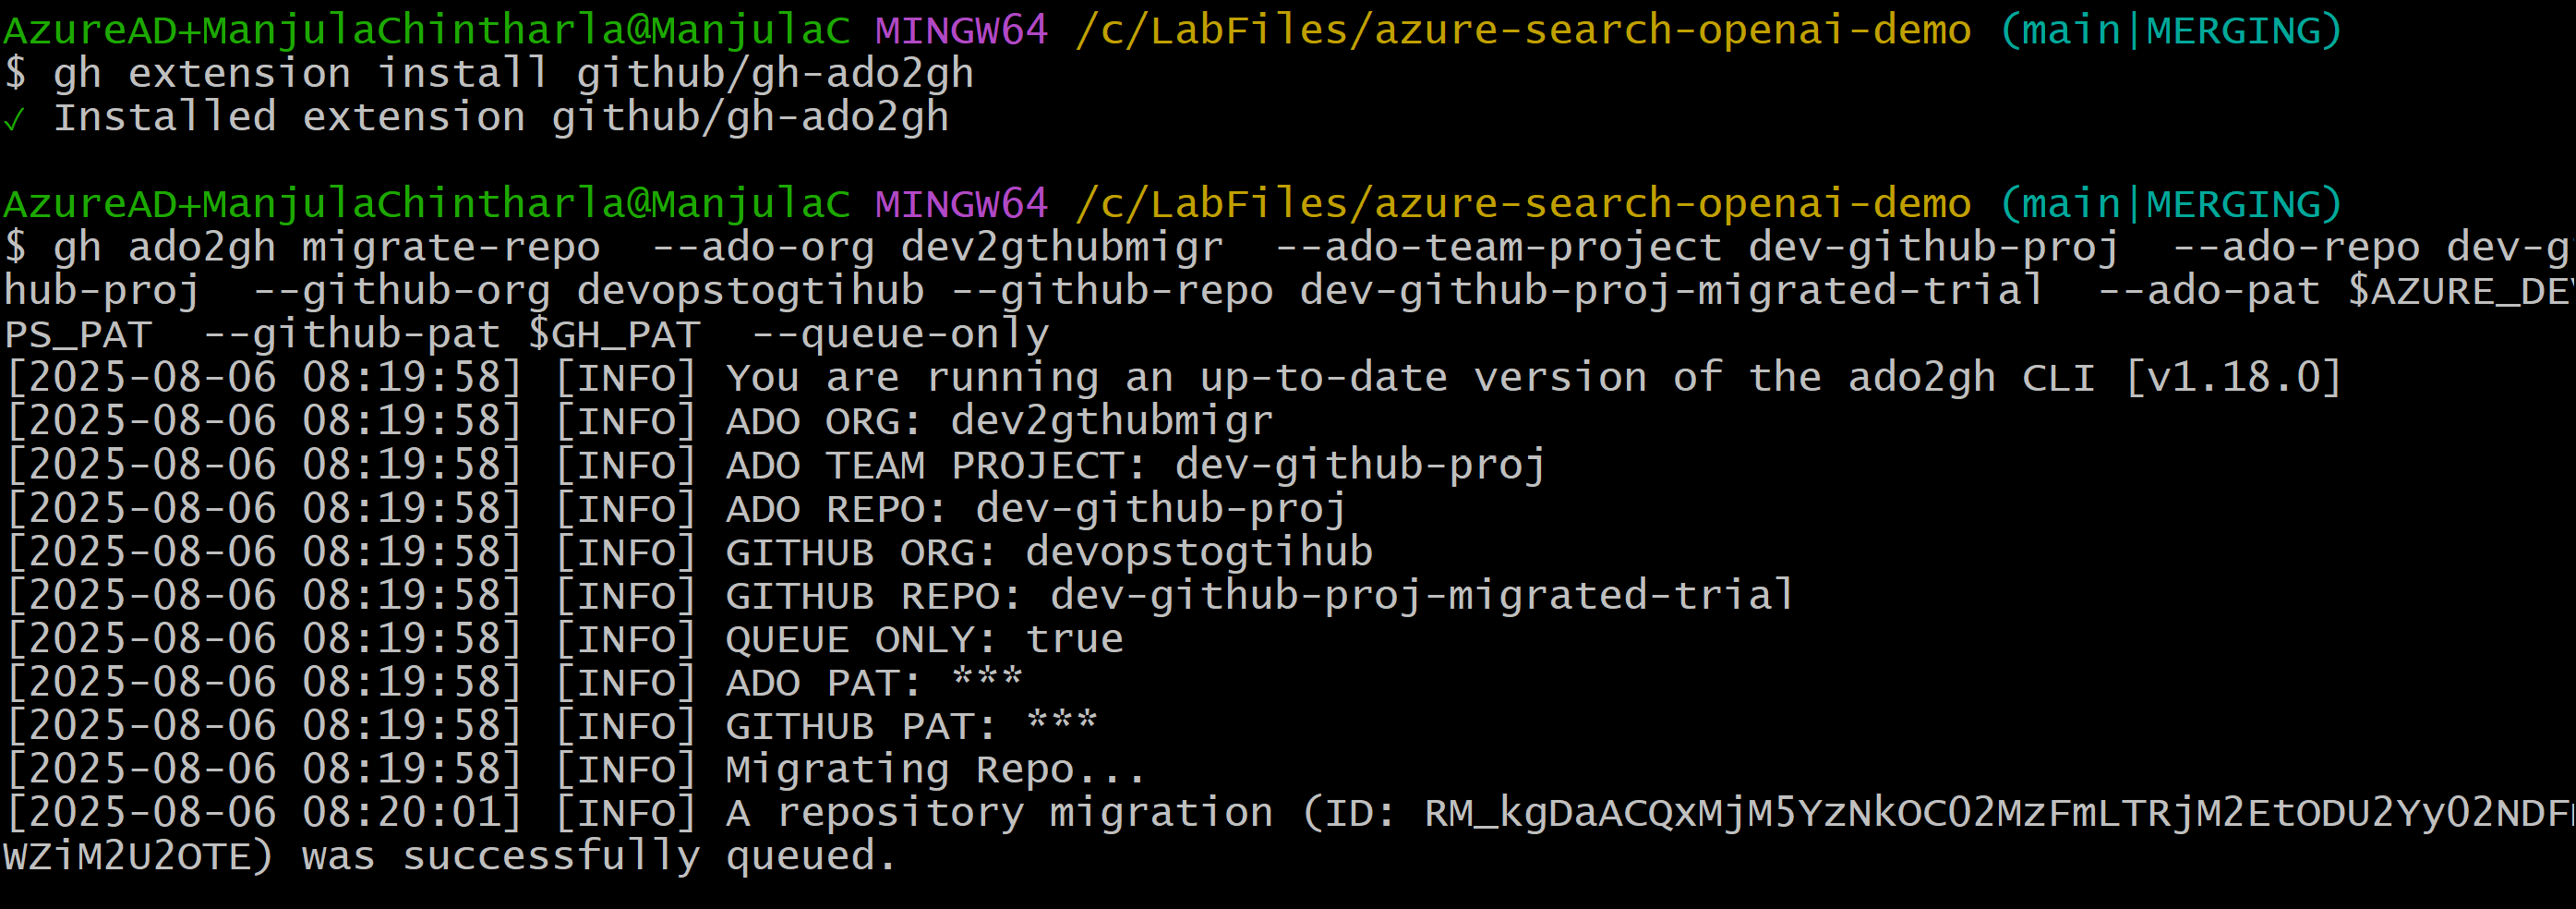 AzureAD+ManjulaChintharla@ManjulaC MINGW64 /c/LabFiles/azure-search-openai-demo (main|MERGING)
$ gh extension install github/gh-ado2gh
✓ Installed extension github/gh-ado2gh
AzureAD+ManjulaChintharla@ManjulaC MINGW64 /c/LabFiles/azure-search-openai-demo (main|MERGING)
$ gh ado2gh migrate-repo  --ado-org dev2gthubmigr  --ado-team-project dev-github-proj  --ado-repo dev-g
hub-proj  --github-org devopstogtihub --github-repo dev-github-proj-migrated-trial  --ado-pat $AZURE_DE
PS_PAT  --github-pat $GH_PAT  --queue-only
[2025-08-06 08:19:58] [INFO] You are running an up-to-date version of the ado2gh CLI [v1.18.0]
[2025-08-06 08:19:58] [INFO] ADO ORG: dev2gthubmigr
[2025-08-06 08:19:58] [INFO] ADO TEAM PROJECT: dev-github-proj
[2025-08-06 08:19:58] [INFO] ADO REPO: dev-github-proj
[2025-08-06 08:19:58] [INFO] GITHUB ORG: devopstogtihub
[2025-08-06 08:19:58] [INFO] GITHUB REPO: dev-github-proj-migrated-trial
[2025-08-06 08:19:58] [INFO] QUEUE ONLY: true
[2025-08-06 08:19:58] [INFO] ADO PAT: ***
[2025-08-06 08:19:58] [INFO] GITHUB PAT: ***
[2025-08-06 08:19:58] [INFO] Migrating Repo...
[2025-08-06 08:20:01] [INFO] A repository migration (ID: RM_kgDaACQxMjM5YzNkOC02MzFmLTRjM2EtODU2Yy02NDF
WZiM2U2OTE) was successfully queued.